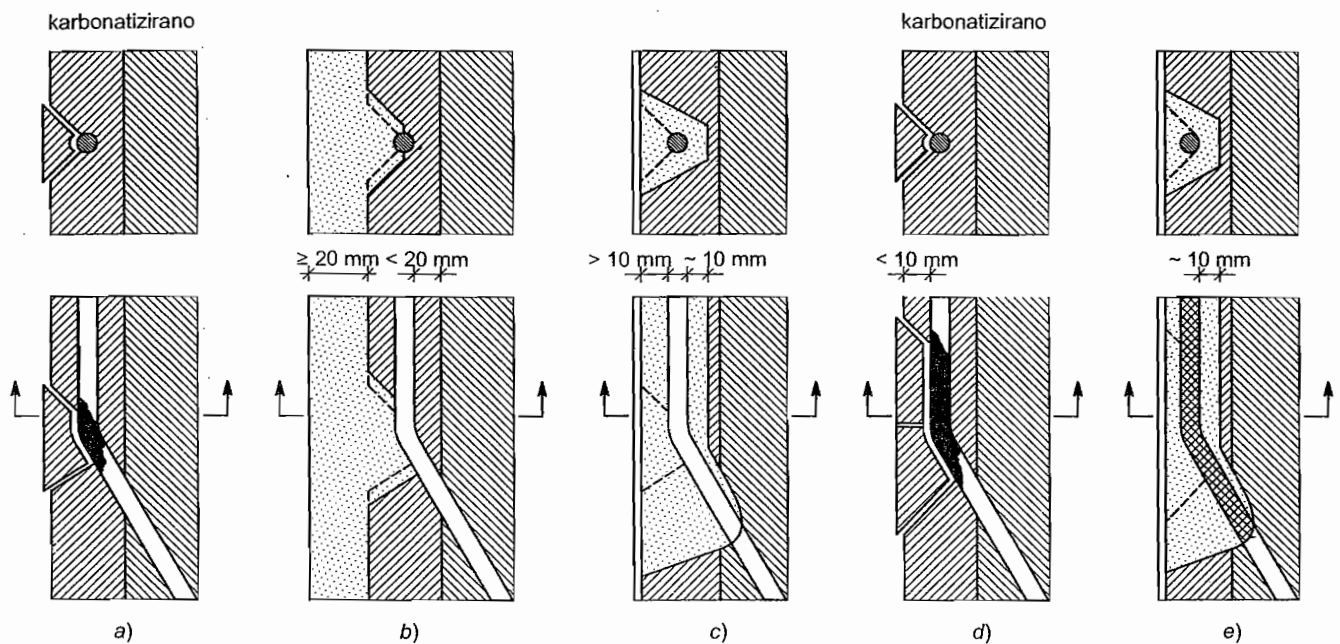 karbonatizirano
karbonatizirano
≥ 20 mm < 20 mm
> 10 mm ~ 10 mm
< 10 mm
~ 10 mm
a)
b)
c)
d)
e)